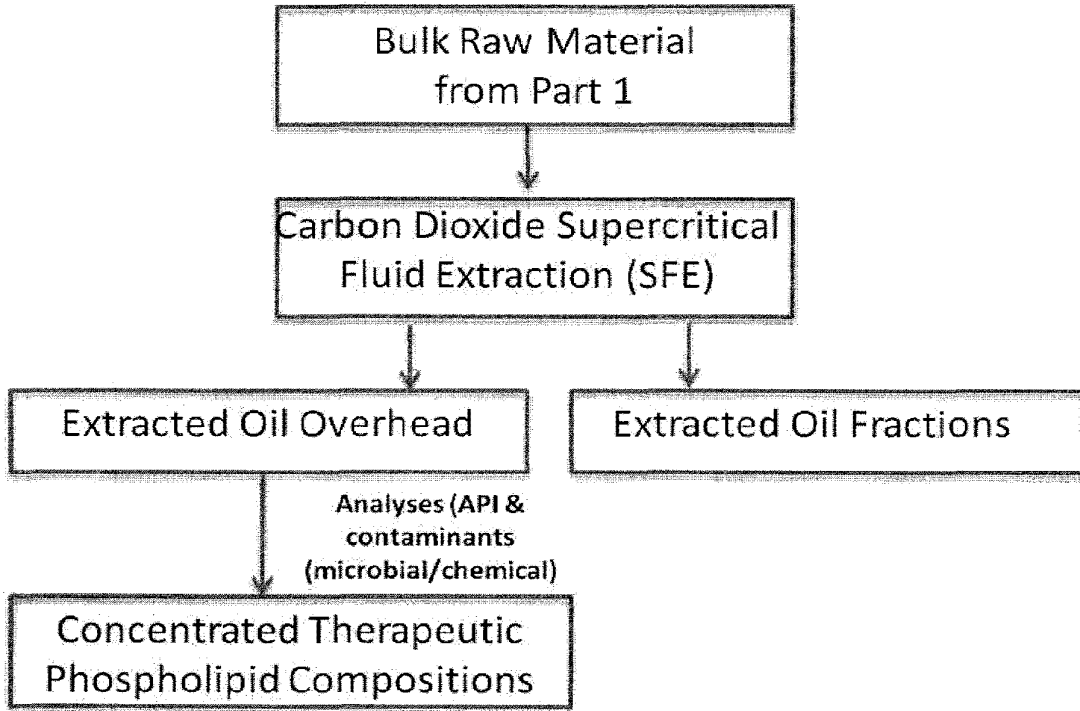 Bulk Raw Material
from Part 1
Carbon Dioxide Supercritical
Fluid Extraction (SFE)
Extracted Oil Overhead
Extracted Oil Fractions
Analyses (API &
contaminants
(microbial/chemical)
Concentrated Therapeutic
Phospholipid Compositions